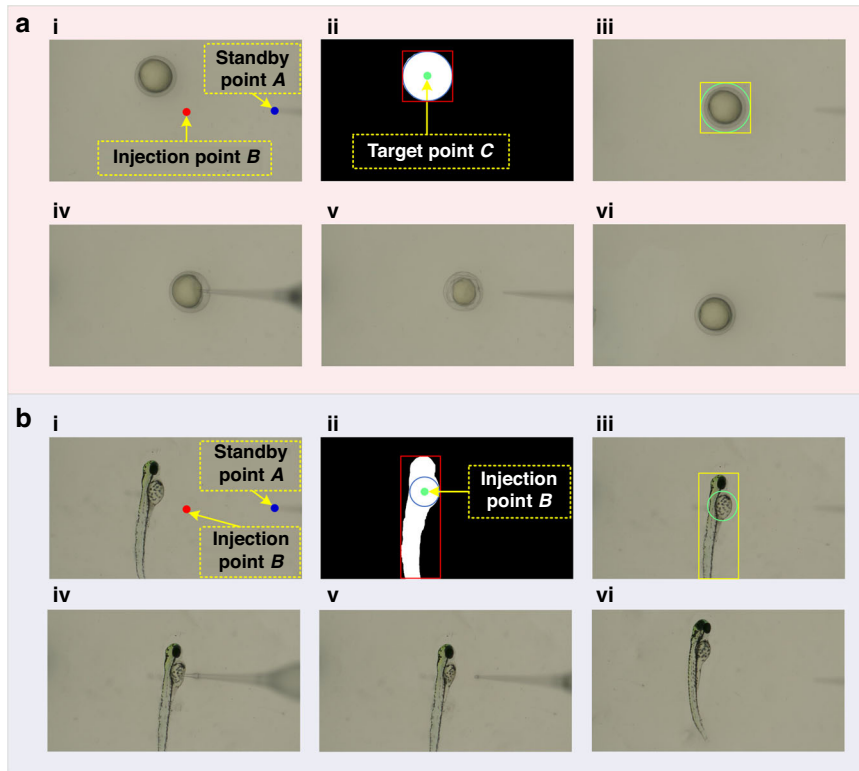 a
i
ii
iii
Standby
point A
Injection point B
Target point C
iv
v
vi
b
i
ii
iii
Standby
point A
Injection
point B
Injection
point B
iv
v
vi